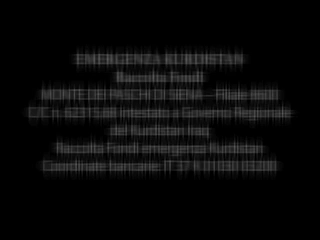 EMERGENZA KURDISTAN
Raccolta Fondi
MONTE DEI PASCHI DI SIENA - Filiale
C/C n. intestato a Governo Regionale
del Kurdistan Iraq
Raccolta Fondi emergenza Kurdistan
Coordinate bancarie: IT